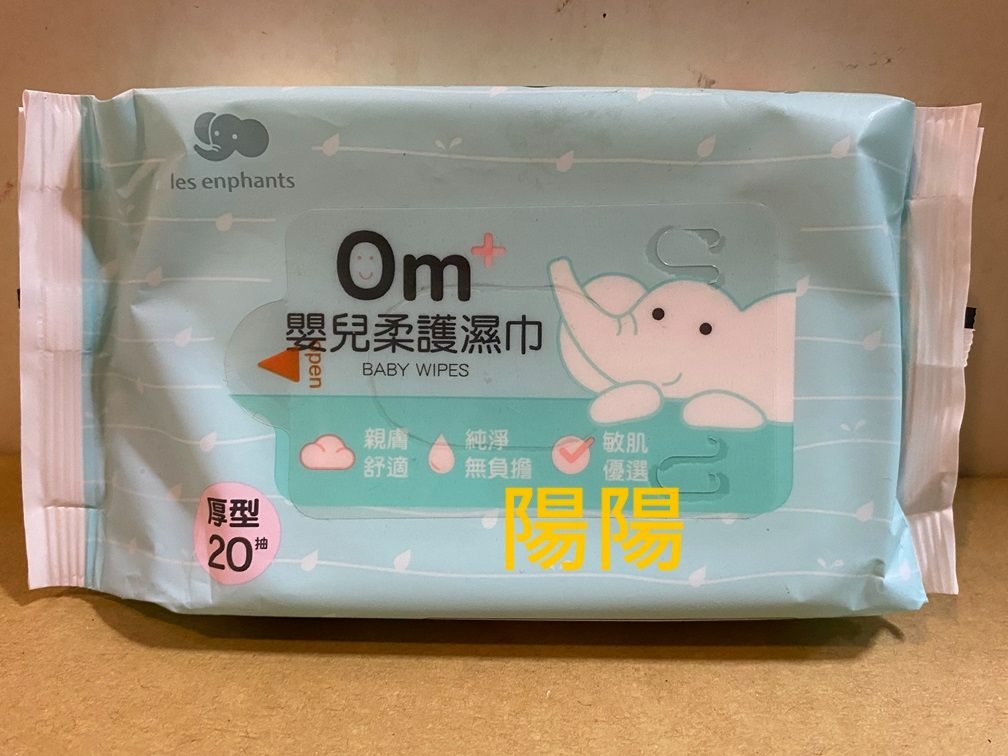 les enphants
0m+
嬰兒柔護濕巾
open
BABY WIPES
親膚
舒適
純淨
無負擔
敏肌
優選
厚型
20抽
陽陽